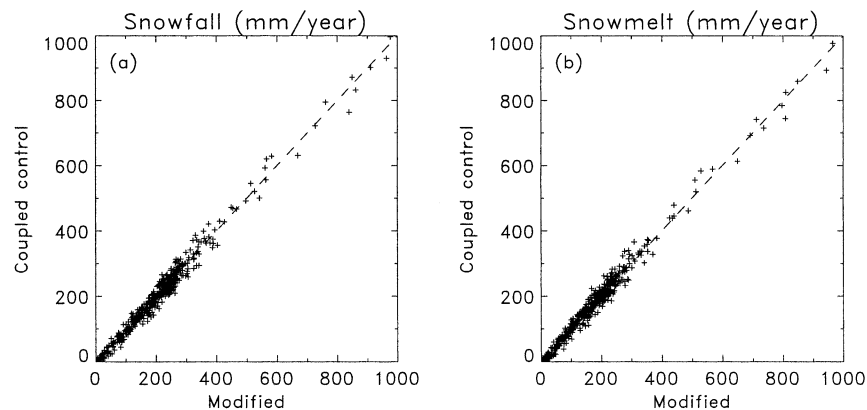 Snowfall (mm/year)
(a)
1000
800
600
400
200
0
Coupled control
0 200 400 600 800 1000
Modified
Snowmelt (mm/year)
(b)
1000
800
600
400
200
0
Coupled control
0 200 400 600 800 1000
Modified